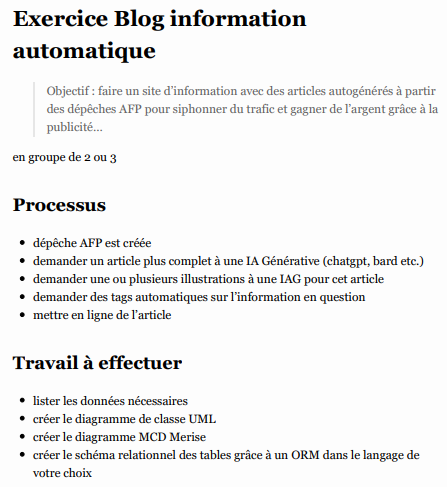 Exercice Blog information
automatique
Objectif : faire un site d'information avec des articles autogénérés à partir
des dépêches AFP pour siphonner du trafic et gagner de l'argent grâce à la
publicité...
en groupe de 2 ou 3
Processus
• dépêche AFP est créée
• demander un article plus complet à une IA Générative (chatgpt, bard etc.)
• demander une ou plusieurs illustrations à une IAG pour cet article
• demander des tags automatiques sur l'information en question
• mettre en ligne de l'article
Travail à effectuer
• lister les données nécessaires
• créer le diagramme de classe UML
• créer le diagramme MCD Merise
• créer le schéma relationnel des tables grâce à un ORM dans le langage de
votre choix